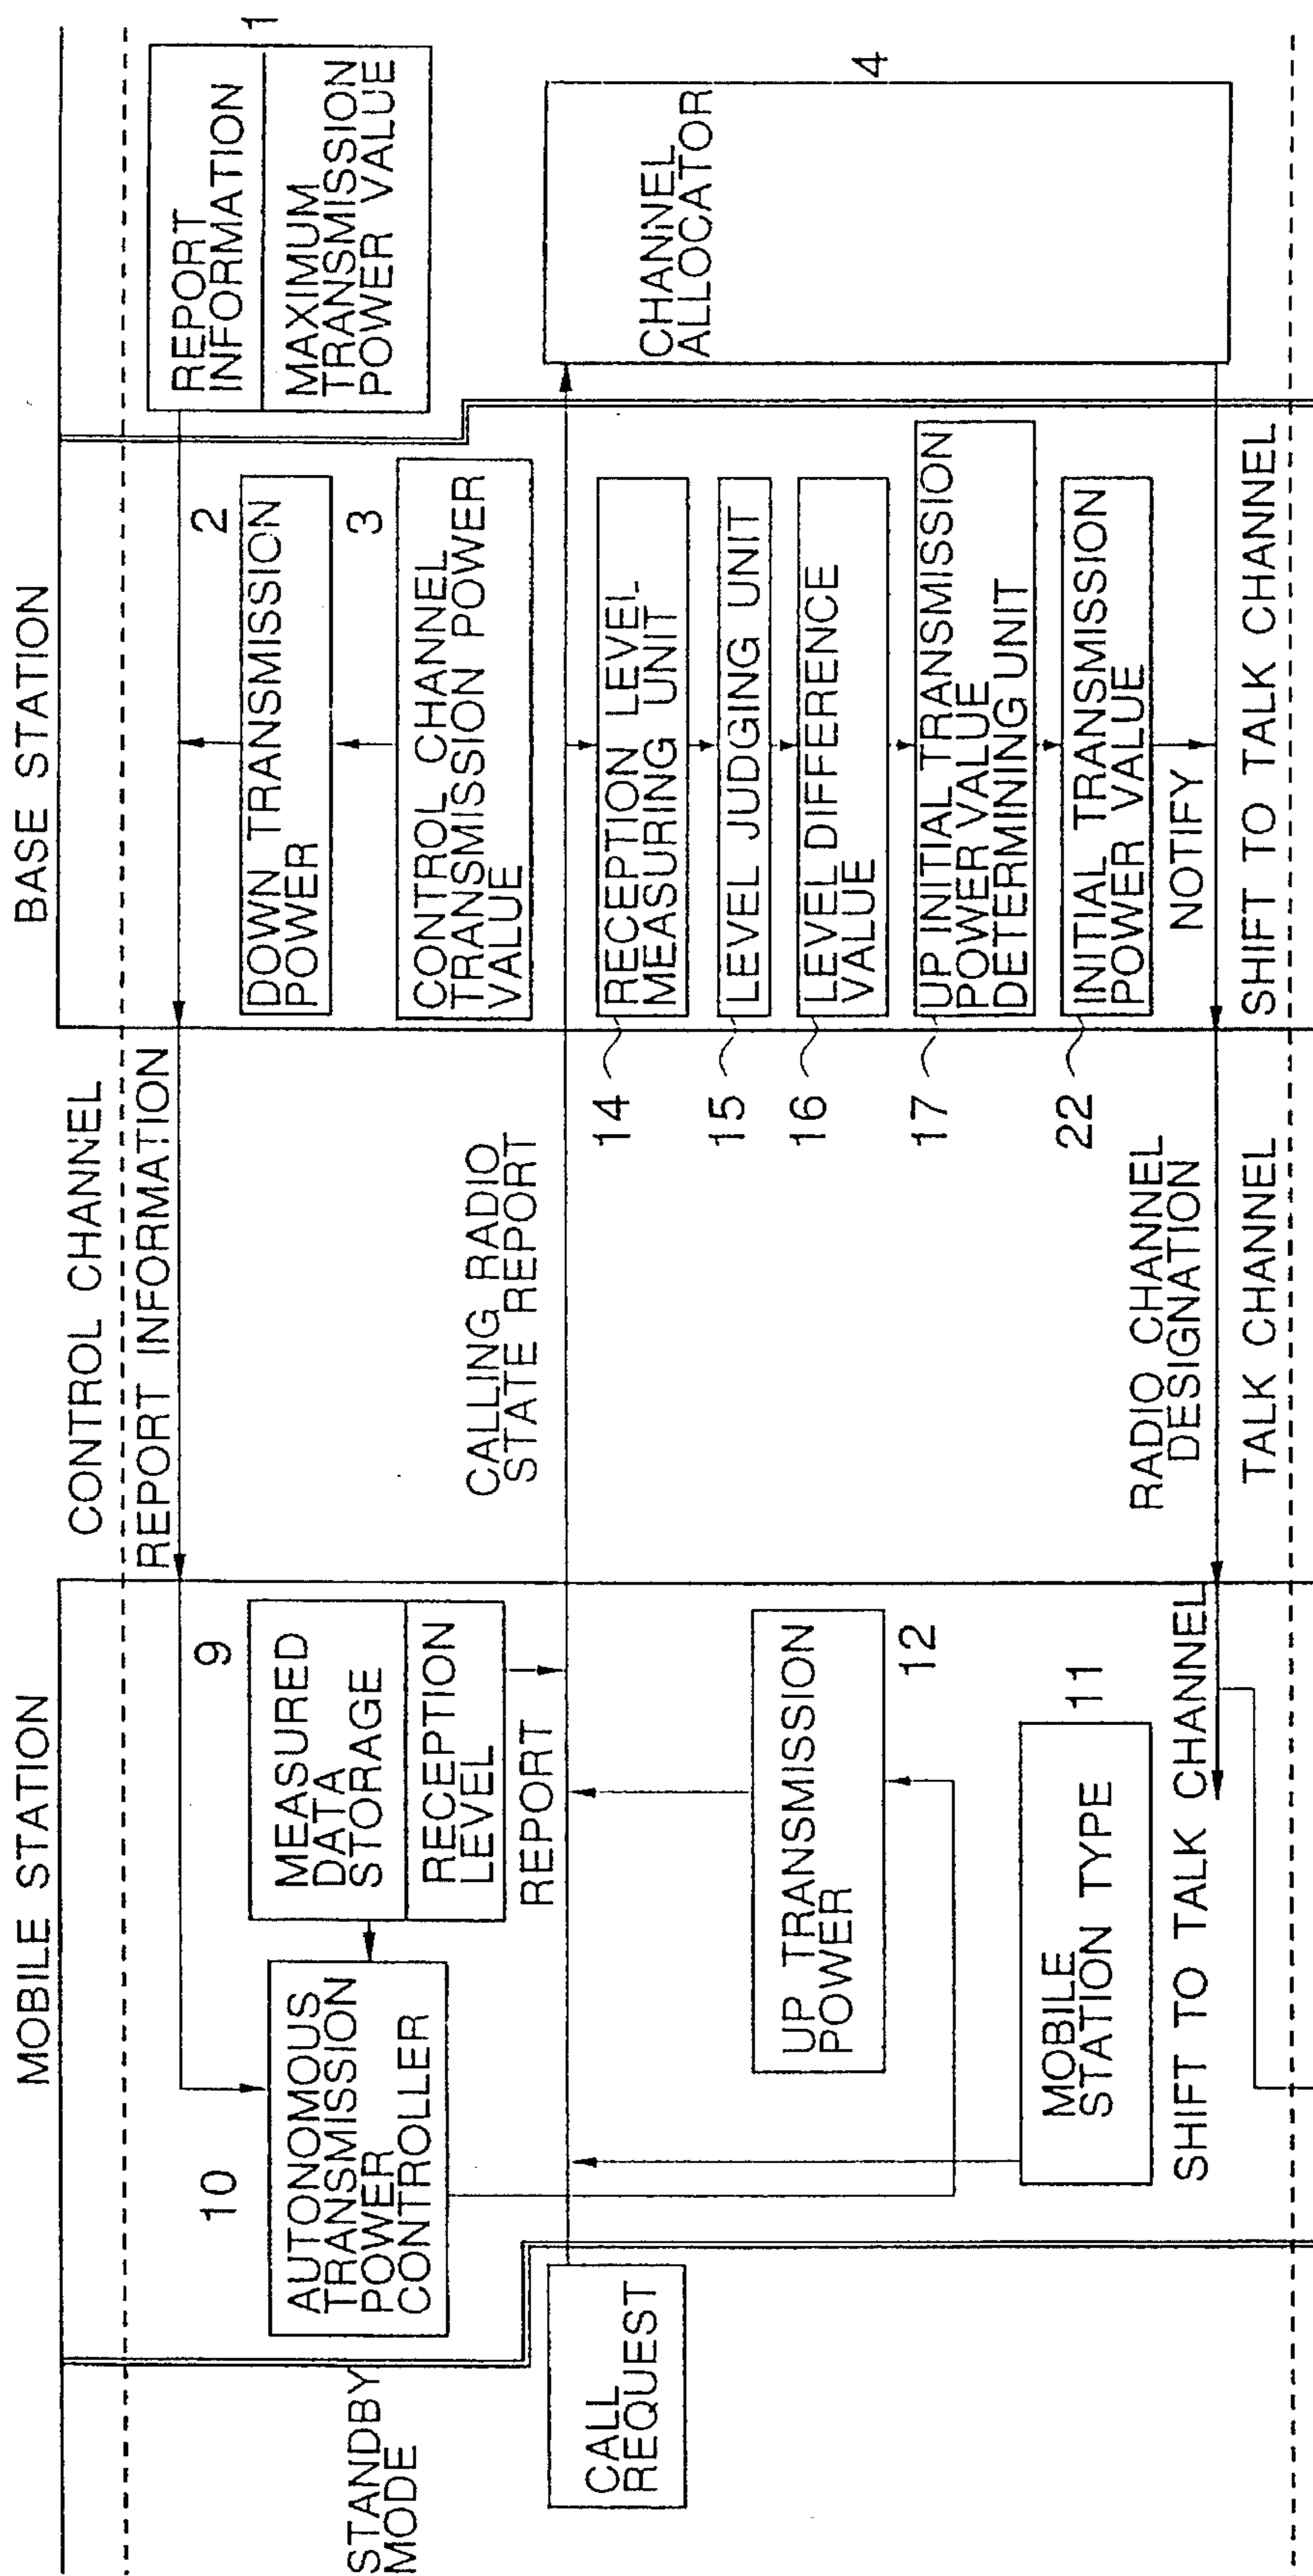 MOBILE STATION
BASE STATION
CONTROL CHANNEL
REPORT INFORMATION
STANDBY
MODE
10
AUTONOMOUS
TRANSMISSION
POWER
CONTROLLER
9
MEASURED
DATA
STORAGE
RECEPTION
LEVEL
REPORT
CALL
REQUEST
UP TRANSMISSION
POWER
12
MOBILE
STATION TYPE
11
SHIFT TO TALK CHANNEL
CALLING RADIO
STATE REPORT
RADIO CHANNEL
DESIGNATION
TALK CHANNEL
2
DOWN TRANSMISSION
POWER
3
CONTROL CHANNEL
TRANSMISSION POWER
VALUE
14
RECEPTION LEVEL
MEASURING UNIT
15
LEVEL JUDGING UNIT
16
LEVEL DIFFERENCE
VALUE
17
UP INITIAL TRANSMISSION
POWER VALUE
DETERMINING UNIT
22
INITIAL TRANSMISSION
POWER VALUE
NOTIFY
SHIFT TO TALK CHANNEL
REPORT
INFORMATION
1
MAXIMUM
TRANSMISSION
POWER VALUE
CHANNEL
ALLOCATOR
4